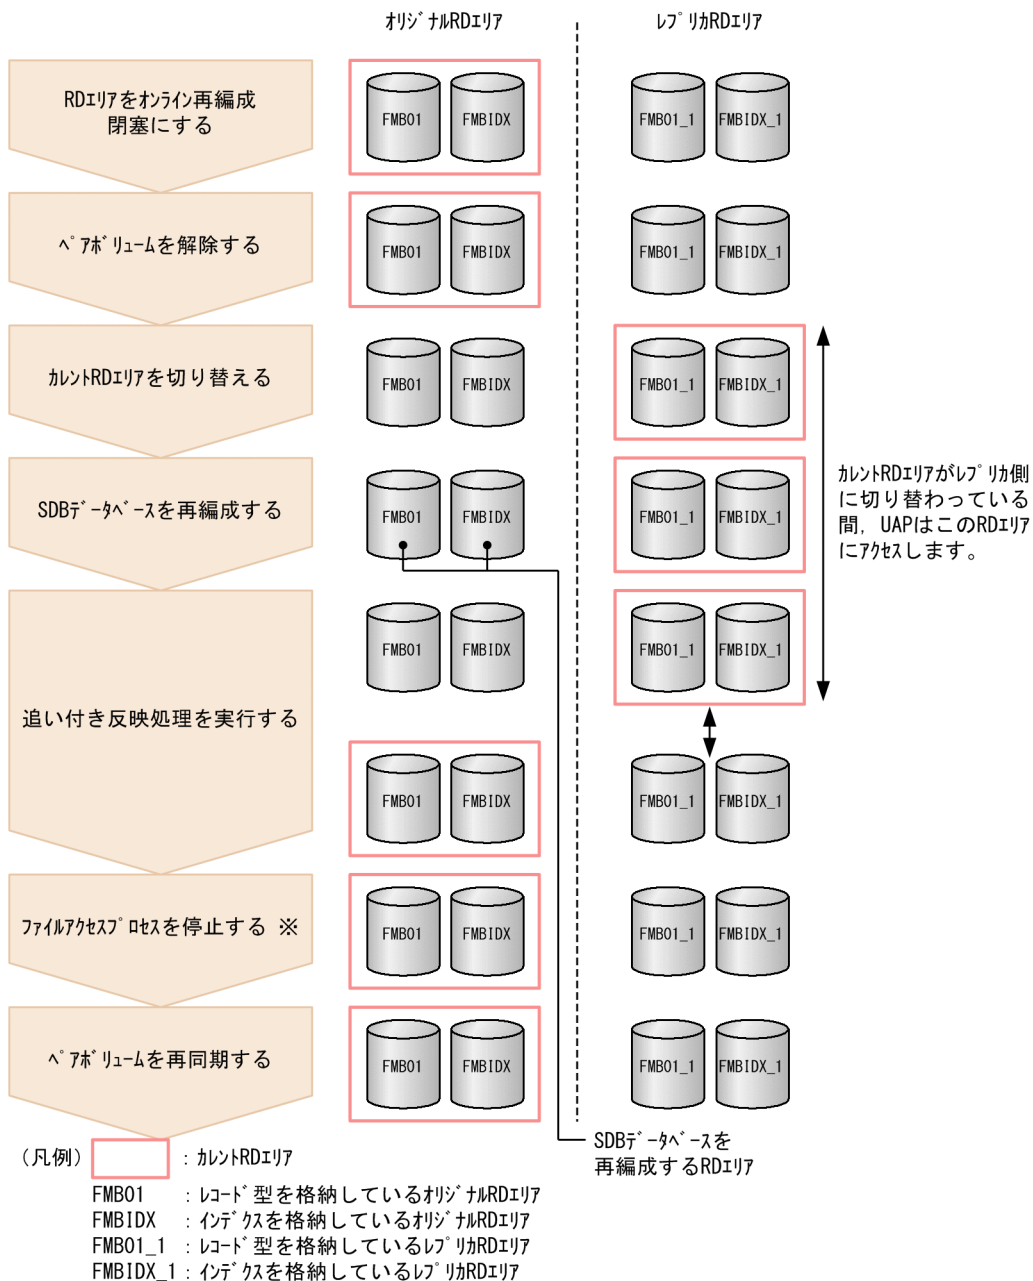 オリジナルRDエリア
レプリカRDエリア
RDエリアをオンライン再編成
閉塞にする
FMB01
FMBIDX
FMB01_1
FMBIDX_1
ペアボリュームを解除する
FMB01
FMBIDX
FMB01_1
FMBIDX_1
カレントRDエリアを切り替える
FMB01
FMBIDX
FMB01_1
FMBIDX_1
SDBデータベースを再編成する
FMB01
FMBIDX
FMB01_1
FMBIDX_1
カレントRDエリアがレプリカ側
に切り替わっている
間，UAPはこのRDエリア
にアクセスします。
追い付き反映処理を実行する
FMB01
FMBIDX
FMB01_1
FMBIDX_1
FMB01
FMBIDX
FMB01_1
FMBIDX_1
ファイルアクセスプロセスを停止する ※
FMB01
FMBIDX
FMB01_1
FMBIDX_1
ペアボリュームを再同期する
FMB01
FMBIDX
FMB01_1
FMBIDX_1
SDBデータベースを
再編成するRDエリア
（凡例） ：カレントRDエリア
FMB01 ：レコード型を格納しているオリジナルRDエリア
FMBIDX ：インデクスを格納しているオリジナルRDエリア
FMB01_1 ：レコード型を格納しているレプリカRDエリア
FMBIDX_1：インデクスを格納しているレプリカRDエリア